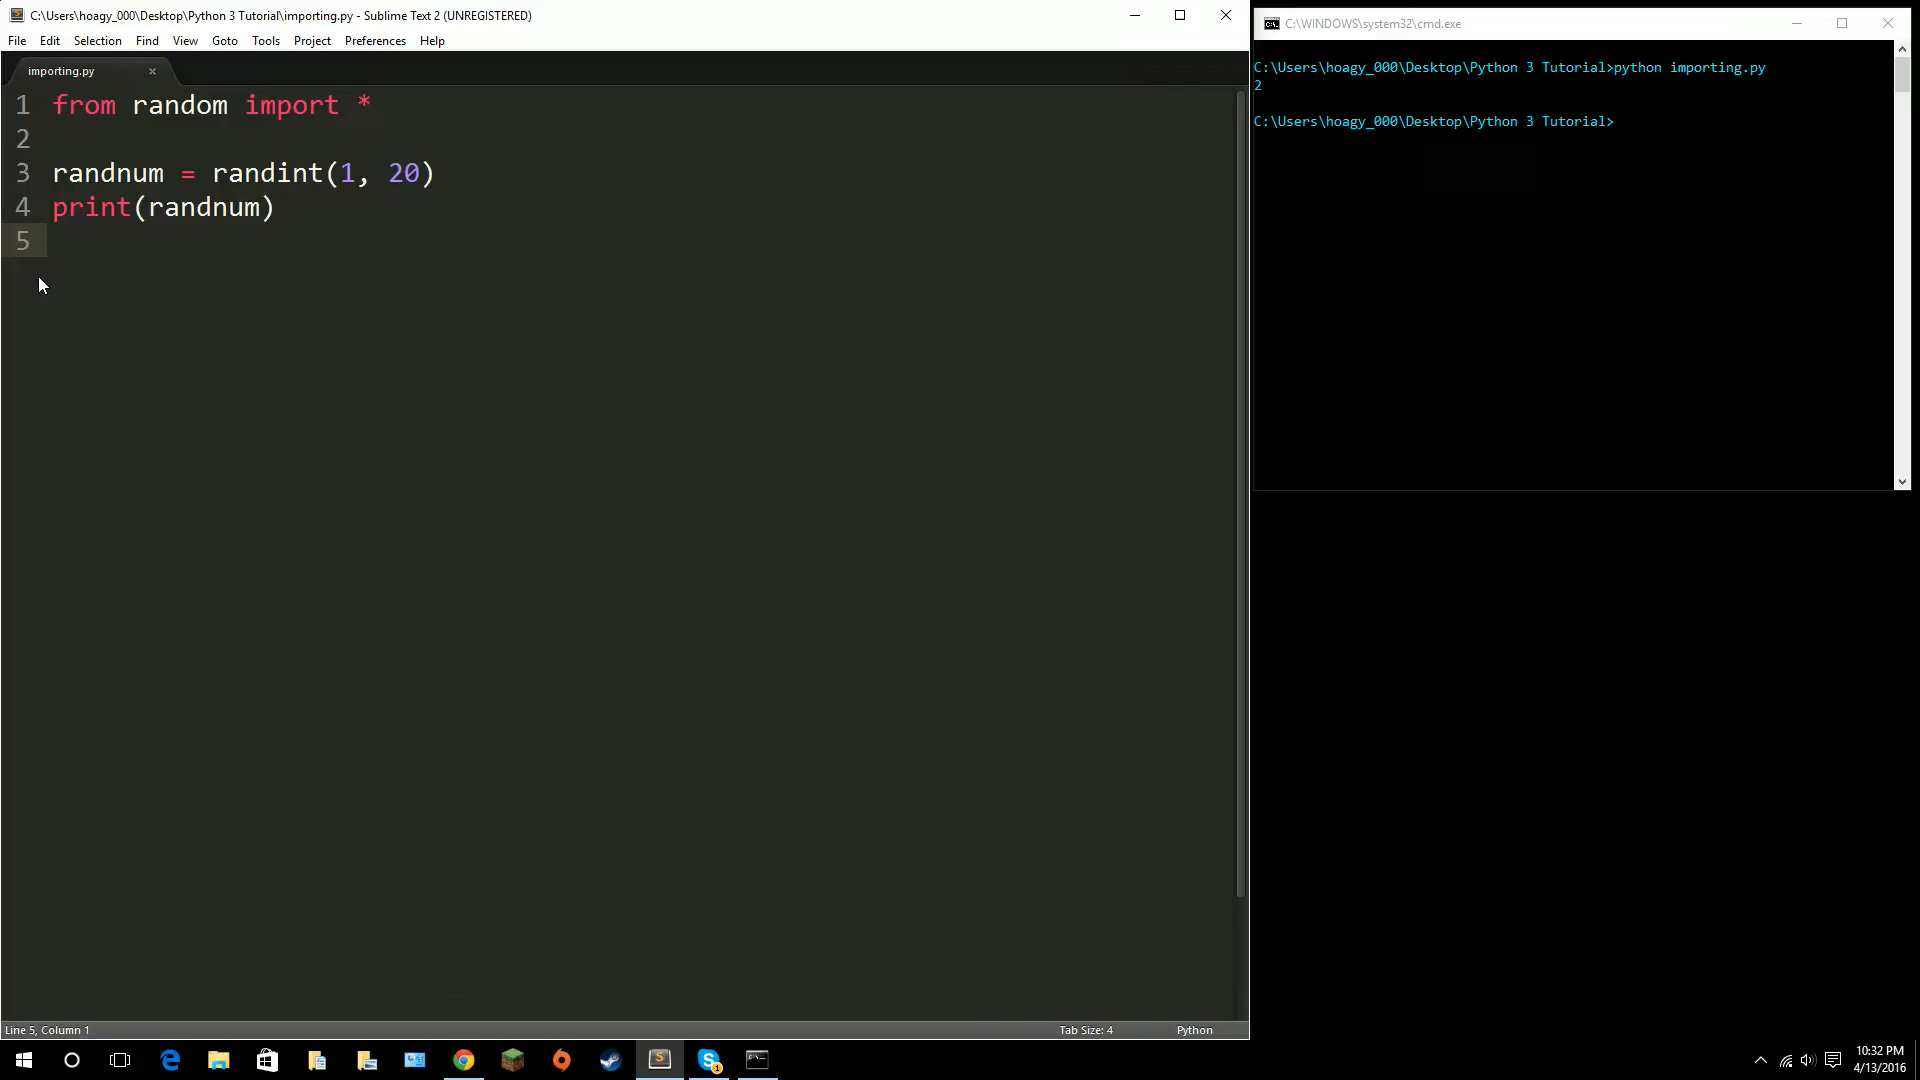 C:\Users\hoagy_000\Desktop\Python 3 Tutorial\importing.py - Sublime Text 2 (UNREGISTERED)
File Edit Selection Find View Goto Tools Project Preferences Help
importing.py
1 from random import *
2
3 randnum = randint(1, 20)
4 print(randnum)
5
Line 5, Column 1
Tab Size: 4
Python
C:\WINDOWS\system32\cmd.exe
C:\Users\hoagy_000\Desktop\Python 3 Tutorial>python importing.py
2
C:\Users\hoagy_000\Desktop\Python 3 Tutorial>
10:32 PM
4/13/2016